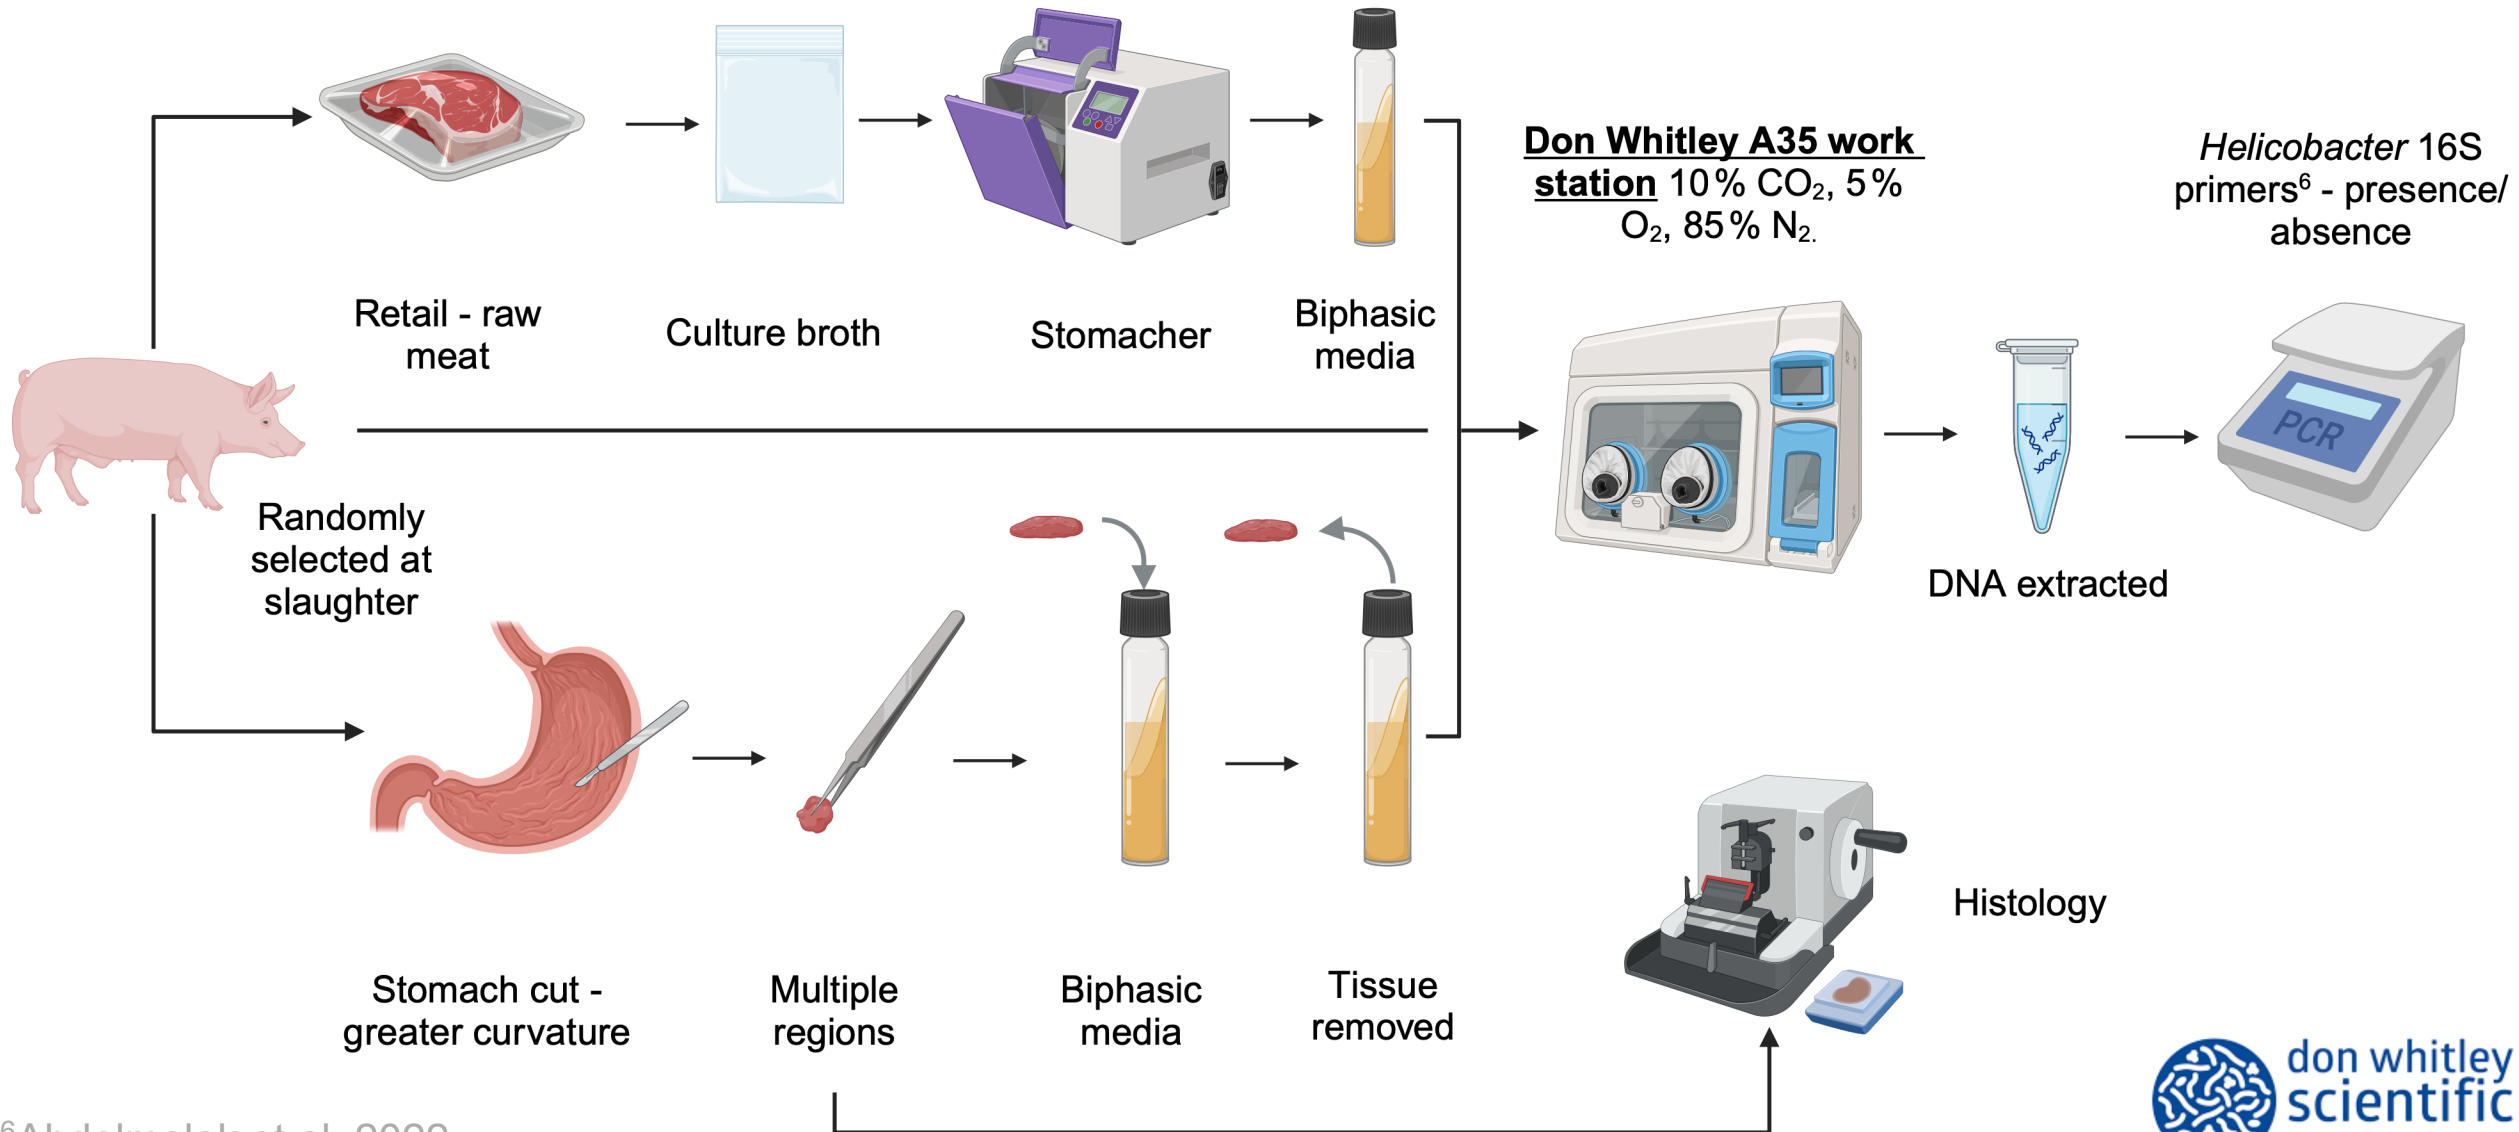 Don Whitley A35 work
station 10% CO₂, 5%
O₂, 85% N₂.
Helicobacter 16S
primers⁶ - presence/
absence
Retail - raw
meat
Culture broth
Stomacher
Biphasic
media
PCR
Randomly
selected at
slaughter
DNA extracted
Histology
Stomach cut -
greater curvature
Multiple
regions
Biphasic
media
Tissue
removed
don whitley
scientific